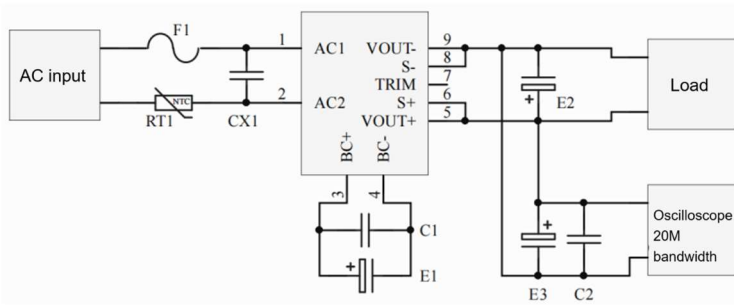 F1
AC input
1
AC1
VOUT-
9
S-
8
TRIM
7
2
AC2
S+
6
VOUT+
5
NTC
RT1
CX1
E2
Load
BC+
BC-
3
4
C1
+
E1
+
+
E3
C2
Oscilloscope
20M
bandwidth